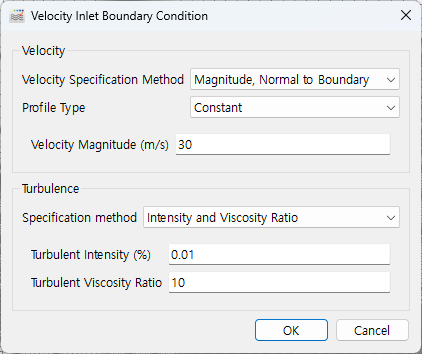 Velocity Inlet Boundary Condition
Velocity
Velocity Specification Method Magnitude, Normal to Boundary
Profile Type Constant
Velocity Magnitude (m/s) 30
Turbulence
Specification method Intensity and Viscosity Ratio
Turbulent Intensity (%) 0.01
Turbulent Viscosity Ratio 10
OK Cancel